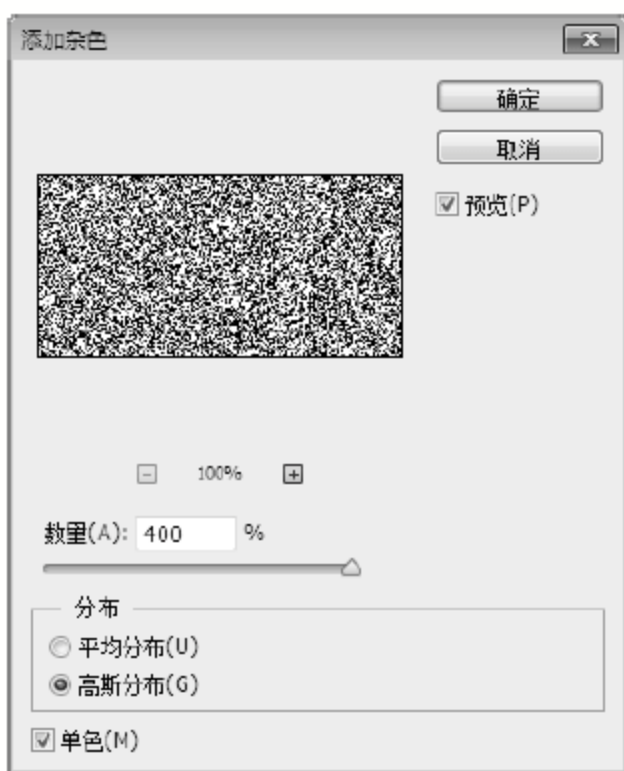 添加杂色
确定
取消
预览(P)
100%
数里(A): 400 %
分布
平均分布(U)
高斯分布(G)
单色(M)